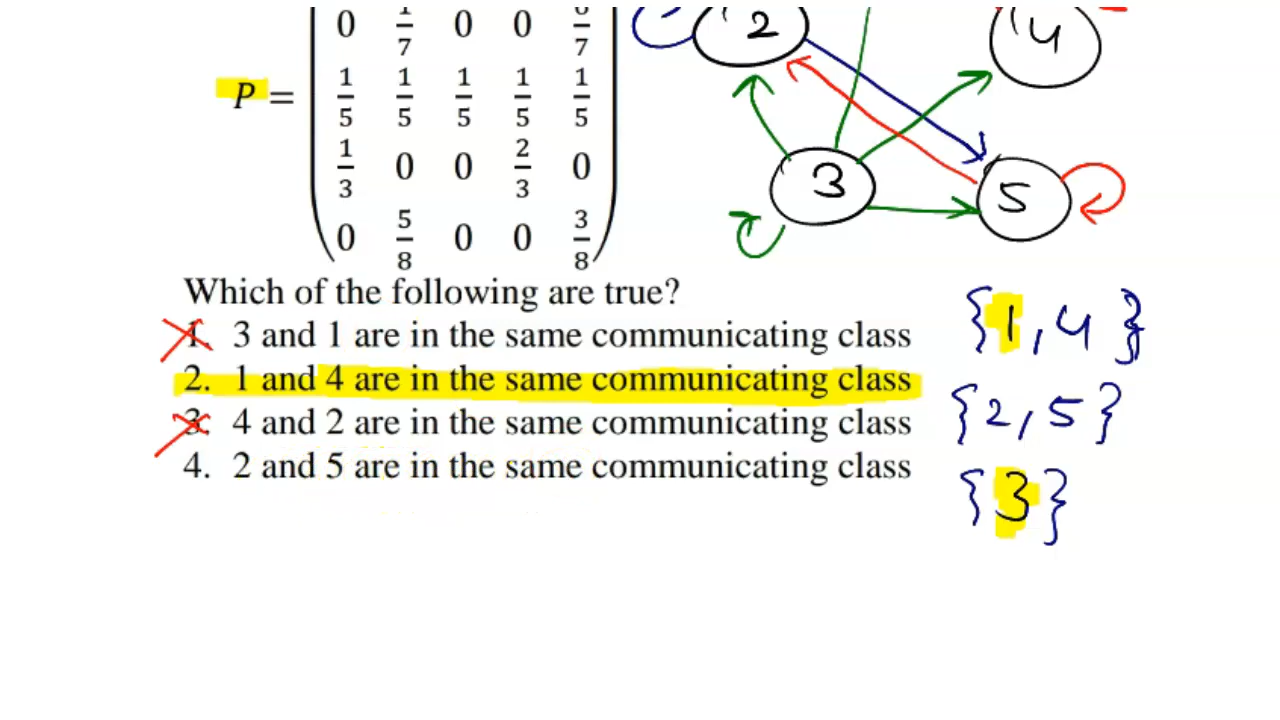 0 1/7 0 0 6/7
1/5 1/5 1/5 1/5 1/5
P =
1/3 0 0 2/3 0
0 5/8 0 0 3/8
2
4
3
5
Which of the following are true?
1. 3 and 1 are in the same communicating class
2. 1 and 4 are in the same communicating class
3. 4 and 2 are in the same communicating class
4. 2 and 5 are in the same communicating class
{1, 4}
{2, 5}
{3}